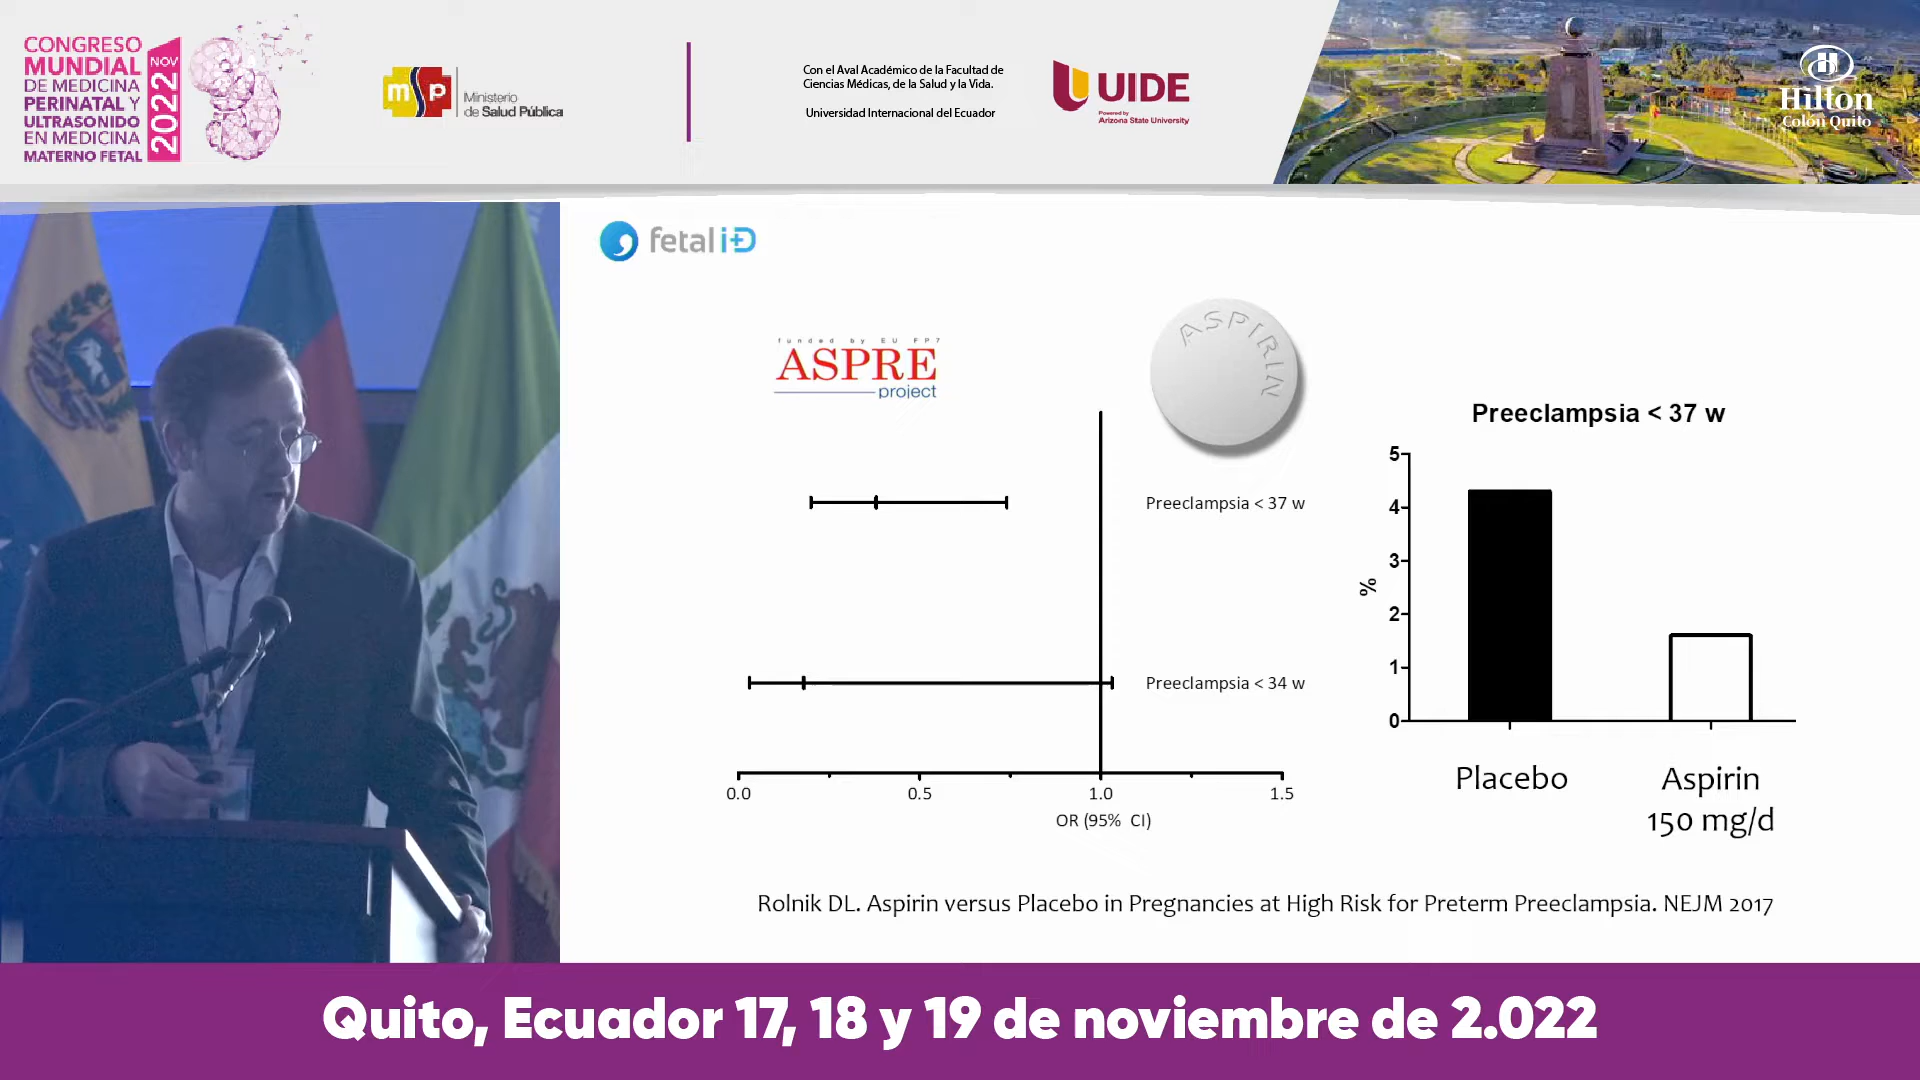 CONGRESO
MUNDIAL
DE MEDICINA
PERINATAL Y
ULTRASONIDO
EN MEDICINA
MATERNO FETAL
NOV
2022
msp
Ministerio
de Salud Pública
Con el Aval Académico de la Facultad de
Ciencias Médicas, de la Salud y la Vida.
Universidad Internacional del Ecuador
UIDE
Powered by
Arizona State University
H
Hilton
Colón Quito
fetal i+D
funded by EU FP7
ASPRE
project
ASPIRIN
Preeclampsia < 37 w
Preeclampsia < 34 w
0.0 0.5 1.0 1.5
OR (95% CI)
Preeclampsia < 37 w
5
4
3
2
1
0
%
Placebo
Aspirin
150 mg/d
Rolnik DL. Aspirin versus Placebo in Pregnancies at High Risk for Preterm Preeclampsia. NEJM 2017
Quito, Ecuador 17, 18 y 19 de noviembre de 2.022